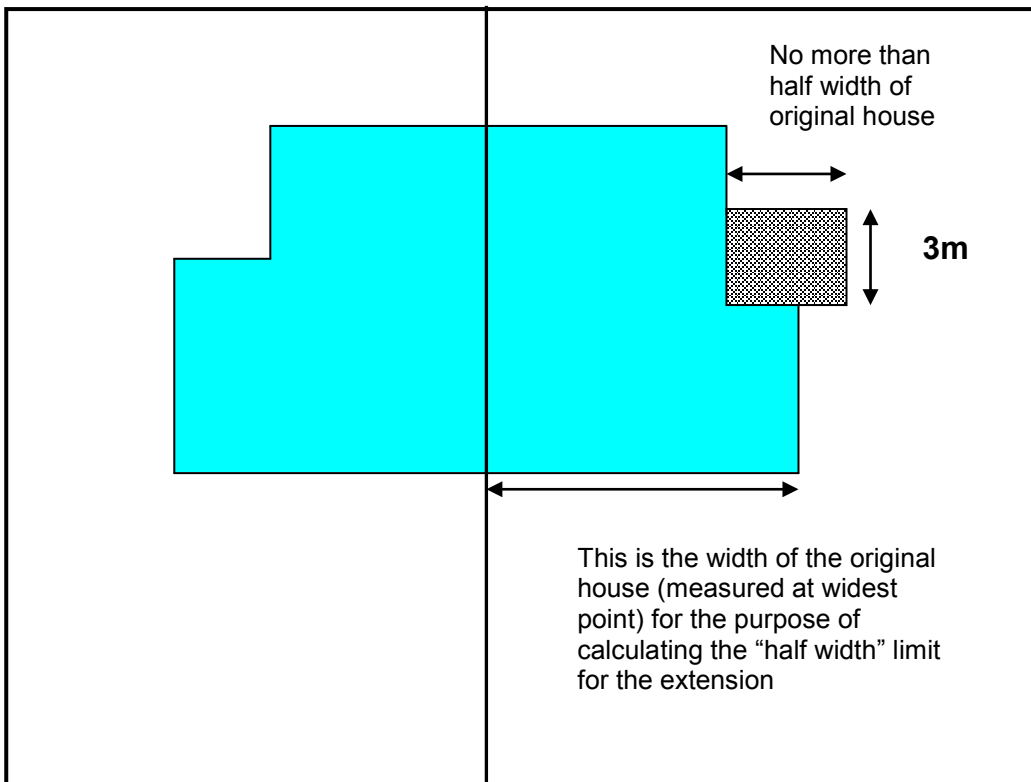 No more than
half width of
original house
3m
This is the width of the original
house (measured at widest
point) for the purpose of
calculating the “half width” limit
for the extension